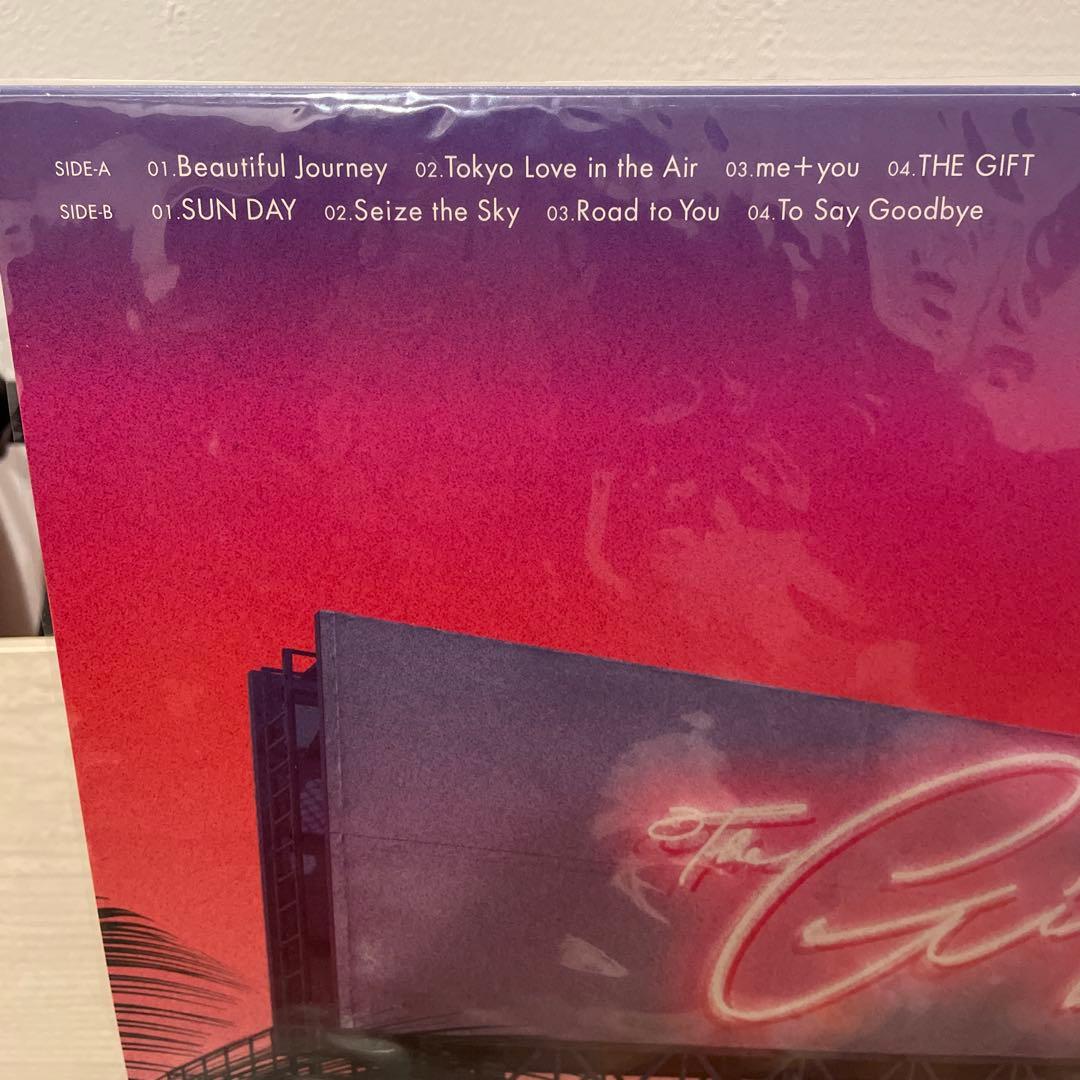 SIDE-A 01.Beautiful Journey 02.Tokyo Love in the Air 03.me+you 04.THE GIFT
SIDE-B 01.SUN DAY 02.Seize the Sky 03.Road to You 04.To Say Goodbye
The